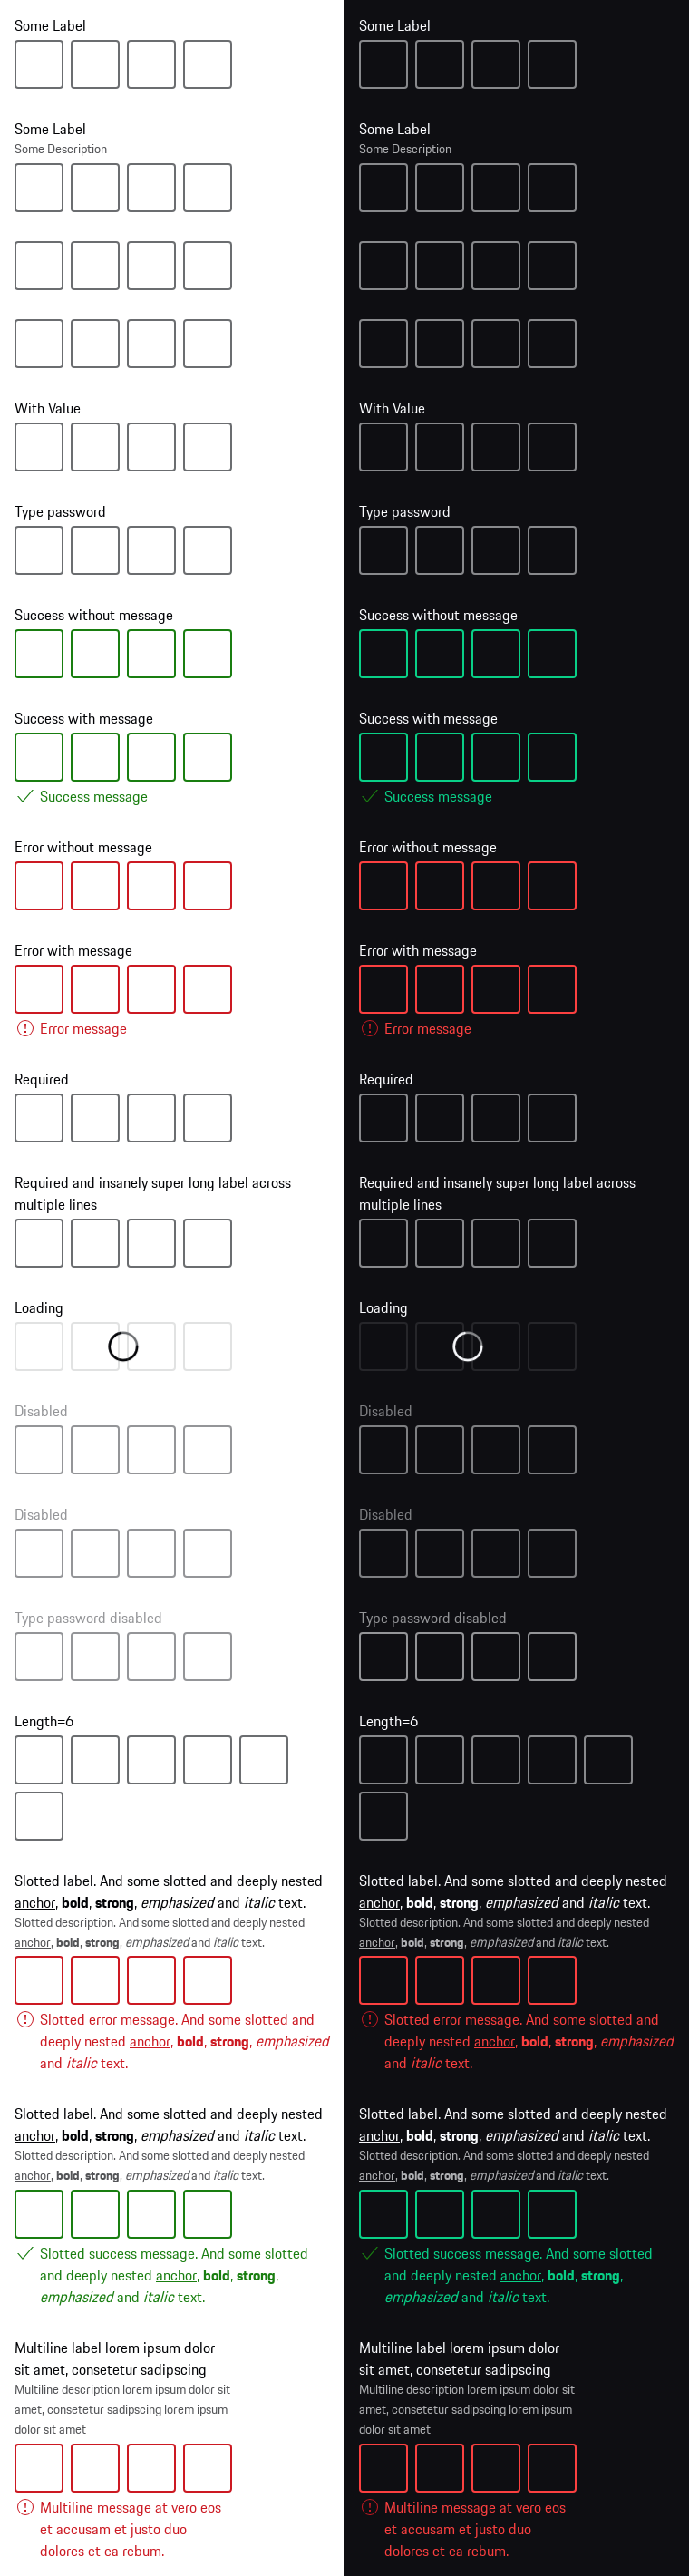 Some Label
Some Label
Some Description
With Value
Type password
Success without message
Success with message
Success message
Error without message
Error with message
Error message
Required
Required and insanely super long label across
multiple lines
Loading
Disabled
Disabled
Type password disabled
Length=6
Slotted label. And some slotted and deeply nested
anchor, bold, strong, emphasized and italic text.
Slotted description. And some slotted and deeply nested
anchor, bold, strong, emphasized and italic text.
Slotted error message. And some slotted and
deeply nested anchor, bold, strong, emphasized
and italic text.
Slotted label. And some slotted and deeply nested
anchor, bold, strong, emphasized and italic text.
Slotted description. And some slotted and deeply nested
anchor, bold, strong, emphasized and italic text.
Slotted success message. And some slotted
and deeply nested anchor, bold, strong,
emphasized and italic text.
Multiline label lorem ipsum dolor
sit amet, consetetur sadipscing
Multiline description lorem ipsum dolor sit
amet, consetetur sadipscing lorem ipsum
dolor sit amet
Multiline message at vero eos
et accusam et justo duo
dolores et ea rebum.
Some Label
Some Label
Some Description
With Value
Type password
Success without message
Success with message
Success message
Error without message
Error with message
Error message
Required
Required and insanely super long label across
multiple lines
Loading
Disabled
Disabled
Type password disabled
Length=6
Slotted label. And some slotted and deeply nested
anchor, bold, strong, emphasized and italic text.
Slotted description. And some slotted and deeply nested
anchor, bold, strong, emphasized and italic text.
Slotted error message. And some slotted and
deeply nested anchor, bold, strong, emphasized
and italic text.
Slotted label. And some slotted and deeply nested
anchor, bold, strong, emphasized and italic text.
Slotted description. And some slotted and deeply nested
anchor, bold, strong, emphasized and italic text.
Slotted success message. And some slotted
and deeply nested anchor, bold, strong,
emphasized and italic text.
Multiline label lorem ipsum dolor
sit amet, consetetur sadipscing
Multiline description lorem ipsum dolor sit
amet, consetetur sadipscing lorem ipsum
dolor sit amet
Multiline message at vero eos
et accusam et justo duo
dolores et ea rebum.